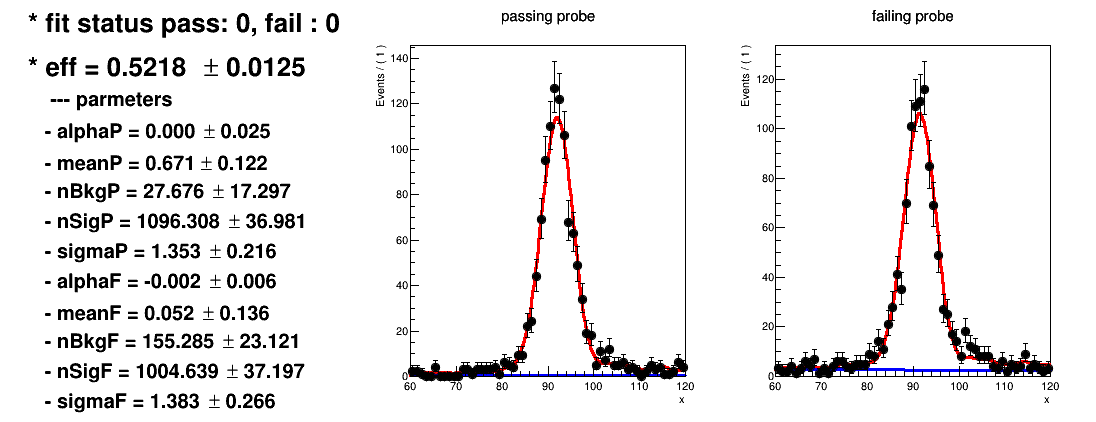 * fit status pass: 0, fail : 0
* eff = 0.5218 ± 0.0125
--- parmeters
- alphaP = 0.000 ± 0.025
- meanP = 0.671 ± 0.122
- nBkgP = 27.676 ± 17.297
- nSigP = 1096.308 ± 36.981
- sigmaP = 1.353 ± 0.216
- alphaF = -0.002 ± 0.006
- meanF = 0.052 ± 0.136
- nBkgF = 155.285 ± 23.121
- nSigF = 1004.639 ± 37.197
- sigmaF = 1.383 ± 0.266
passing probe
Events / ( 1 )
140
120
100
80
60
40
20
0
60 70 80 90 100 110 120
x
failing probe
Events / ( 1 )
120
100
80
60
40
20
0
60 70 80 90 100 110 120
x